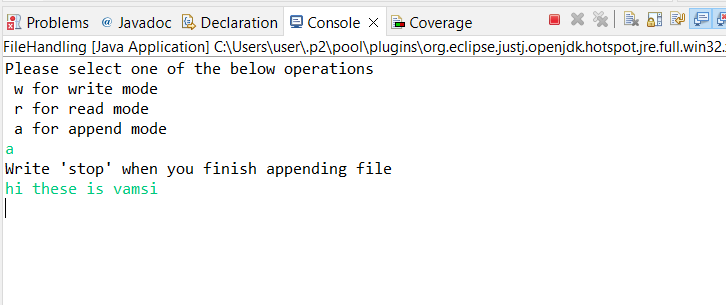 Problems @ Javadoc Declaration Console Coverage
FileHandling [Java Application] C:\Users\user\.p2\pool\plugins\org.eclipse.justj.openjdk.hotspot.jre.full.win32.
Please select one of the below operations
w for write mode
r for read mode
a for append mode
a
Write 'stop' when you finish appending file
hi these is vamsi